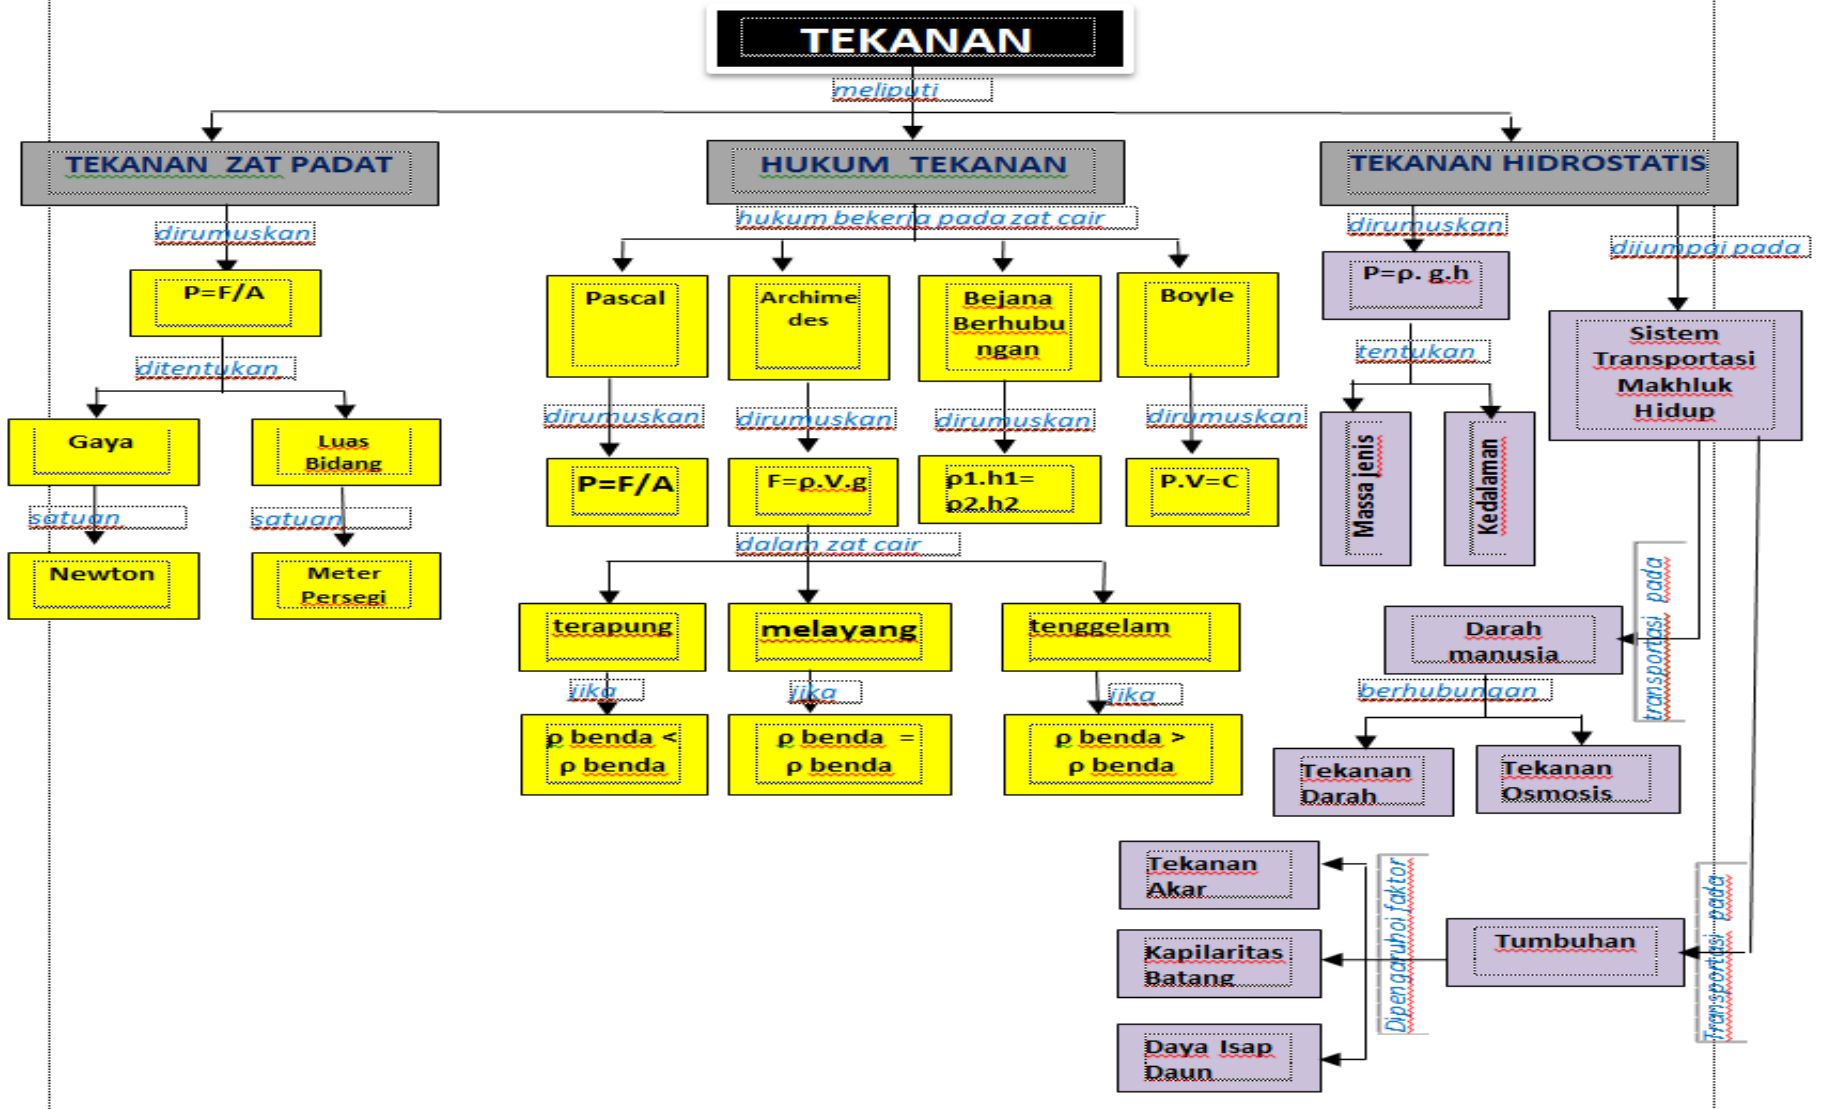 TEKANAN
meliputi
TEKANAN ZAT PADAT
HUKUM TEKANAN
TEKANAN HIDROSTATIS
dirumuskan
hukum bekerja pada zat cair
dirumuskan
dijumpai pada
P=F/A
Pascal
Archime
des
Bejana
Berhubu
ngan
Boyle
P=ρ. g.h
Sistem
Transportasi
Makhluk
Hidup
ditentukan
tentukan
dirumuskan
dirumuskan
dirumuskan
dirumuskan
Gaya
Luas
Bidang
Massa jenis
Kedalaman
P=F/A
F=ρ.V.g
ρ1.h1=
ρ2.h2
P.V=C
satuan
satuan
dalam zat cair
Newton
Meter
Persegi
terapung
melayang
tenggelam
Darah
manusia
transportasi pada
jika
jika
jika
berhubungan
ρ benda <
ρ benda
ρ benda =
ρ benda
ρ benda >
ρ benda
Tekanan
Darah
Tekanan
Osmosis
Tekanan
Akar
Dipengaruhoi faktor
Kapilaritas
Batang
Tumbuhan
Transportasi pada
Daya Isap
Daun